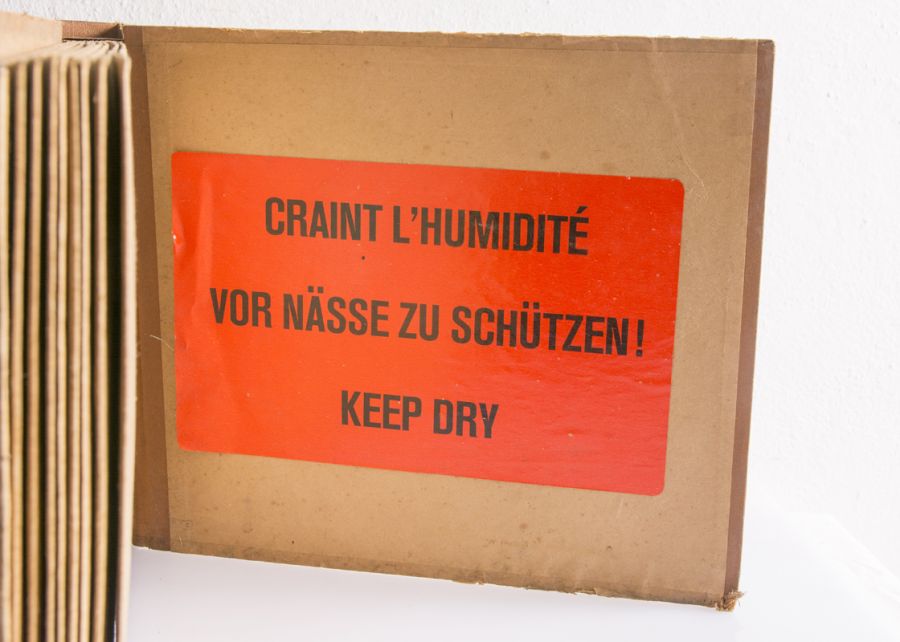 CRAINT L'HUMIDITÉ
VOR NÄSSE ZU SCHÜTZEN!
KEEP DRY